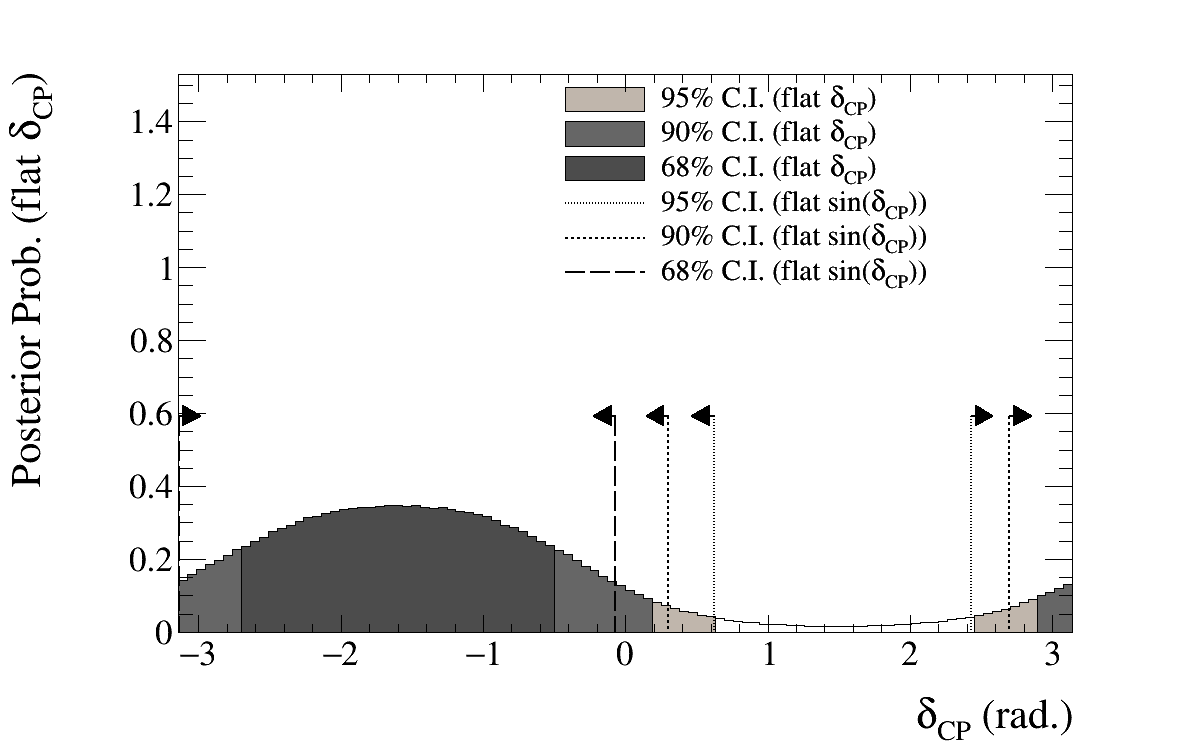 Posterior Prob. (flat δCP)
95% C.I. (flat δCP)
90% C.I. (flat δCP)
68% C.I. (flat δCP)
95% C.I. (flat sin(δCP))
90% C.I. (flat sin(δCP))
68% C.I. (flat sin(δCP))
1.4
1.2
1
0.8
0.6
0.4
0.2
0
−3 −2 −1 0 1 2 3
δCP (rad.)